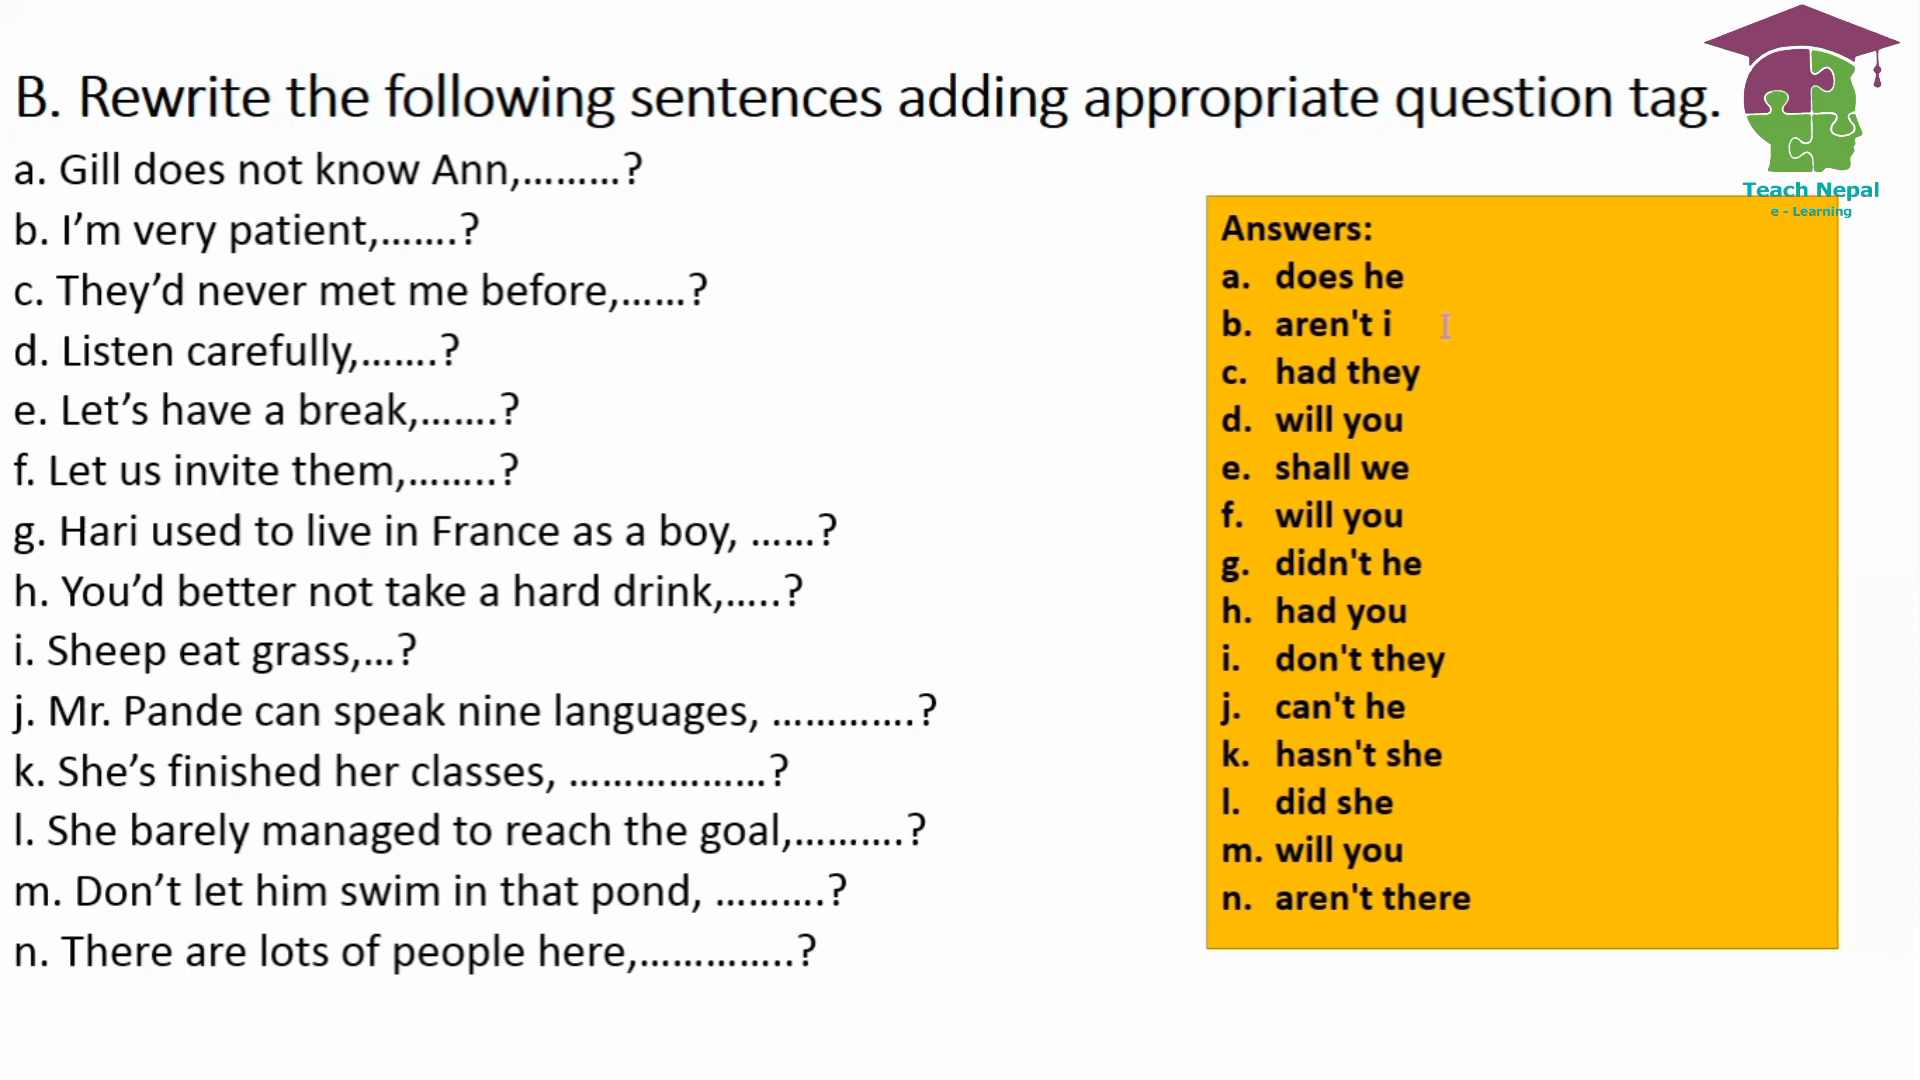 B. Rewrite the following sentences adding appropriate question tag.
a. Gill does not know Ann,.........?
b. I’m very patient,.......?
c. They’d never met me before,......?
d. Listen carefully,.......?
e. Let’s have a break,.......?
f. Let us invite them,........?
g. Hari used to live in France as a boy, ......?
h. You’d better not take a hard drink,.....?
i. Sheep eat grass,...?
j. Mr. Pande can speak nine languages, .............?
k. She’s finished her classes, ..................?
l. She barely managed to reach the goal,..........?
m. Don’t let him swim in that pond, ..........?
n. There are lots of people here,..............?
Teach Nepal
e - Learning
Answers:
a. does he
b. aren't i
c. had they
d. will you
e. shall we
f. will you
g. didn't he
h. had you
i. don't they
j. can't he
k. hasn't she
l. did she
m. will you
n. aren't there